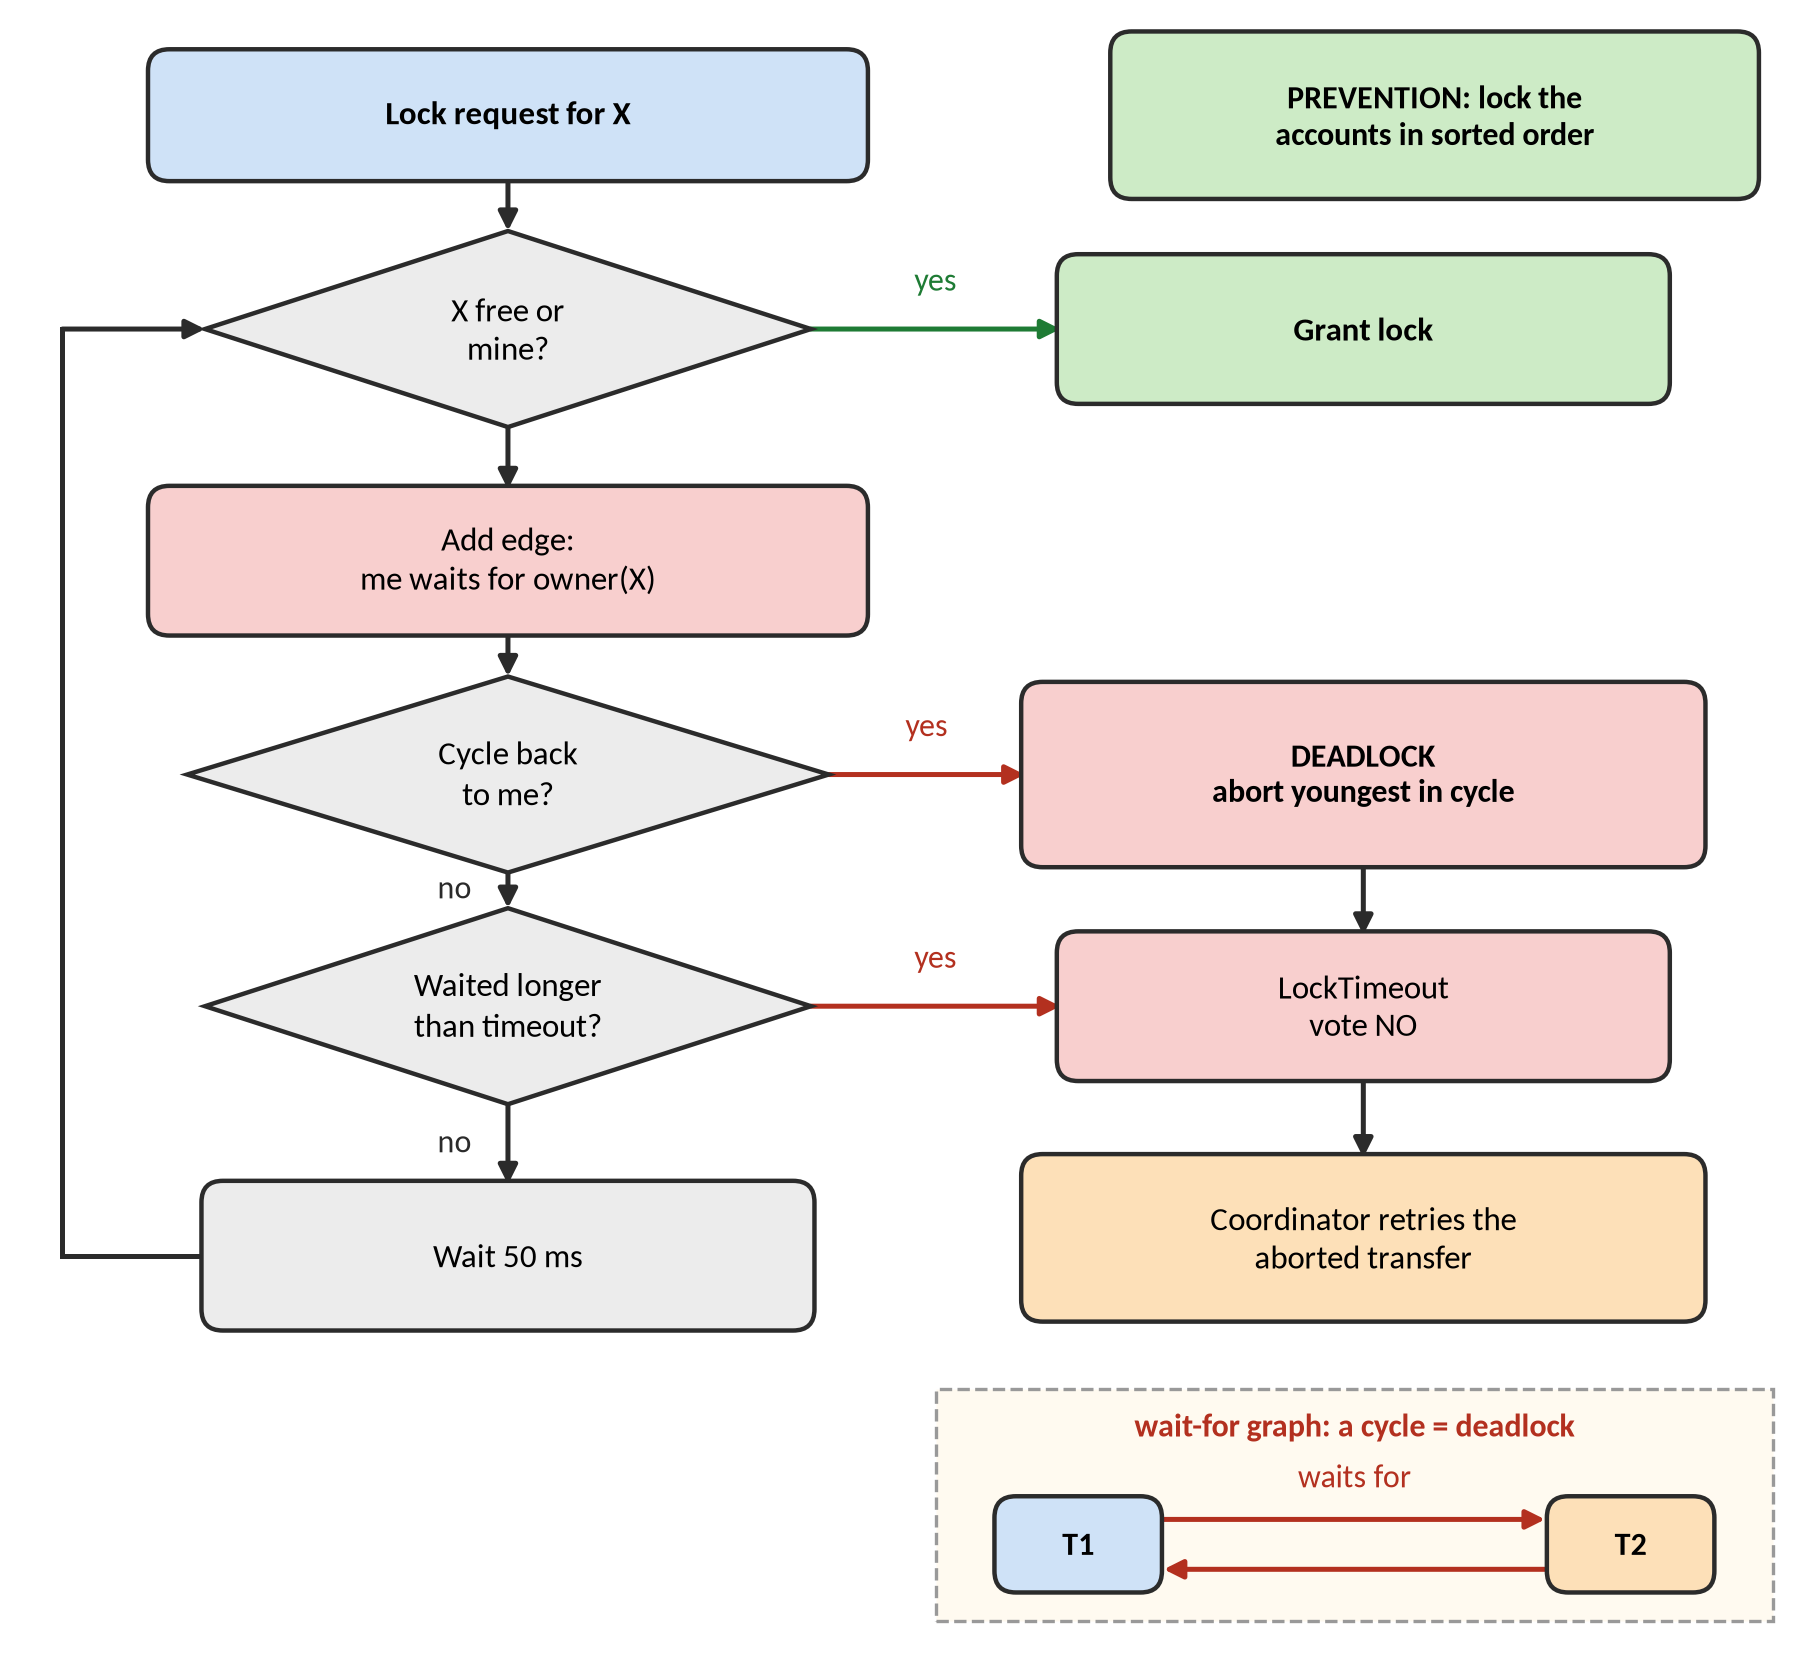 Lock request for X
PREVENTION: lock the
accounts in sorted order
X free or
mine?
yes
Grant lock
Add edge:
me waits for owner(X)
Cycle back
to me?
yes
DEADLOCK
abort youngest in cycle
no
Waited longer
than timeout?
yes
LockTimeout
vote NO
no
Wait 50 ms
Coordinator retries the
aborted transfer
wait-for graph: a cycle = deadlock
waits for
T1
T2